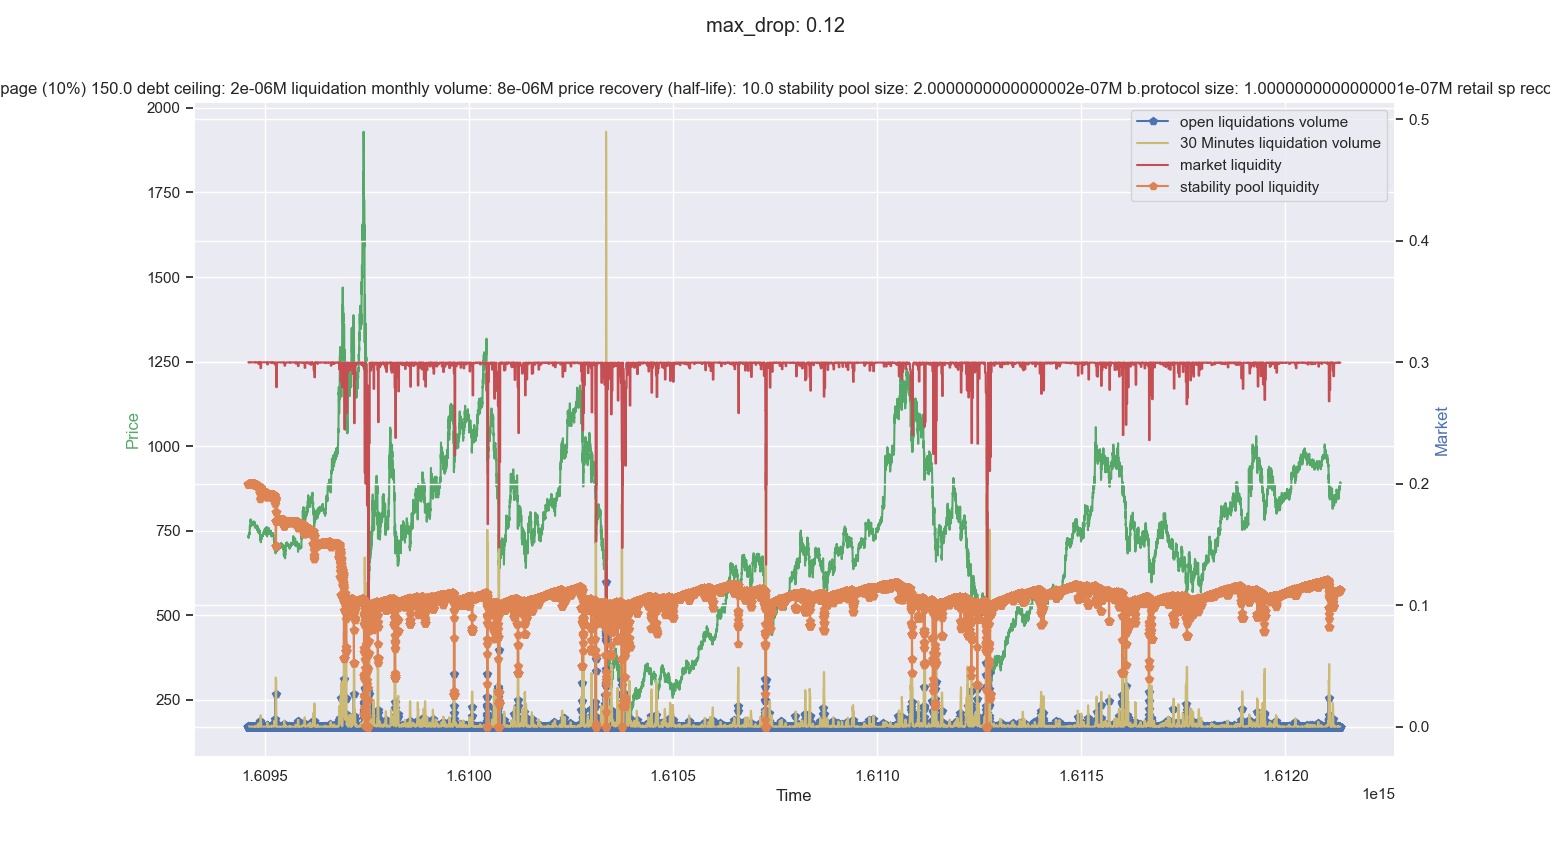 max_drop: 0.12
page (10%) 150.0 debt ceiling: 2e-06M liquidation monthly volume: 8e-06M price recovery (half-life): 10.0 stability pool size: 2.0000000000000002e-07M b.protocol size: 1.0000000000000001e-07M retail sp reco
2000
1750
1500
1250
1000
750
500
250
Price
open liquidations volume
30 Minutes liquidation volume
market liquidity
stability pool liquidity
0.5
0.4
0.3
0.2
0.1
0.0
Market
1.6095
1.6100
1.6105
1.6110
1.6115
1.6120
Time
1e15